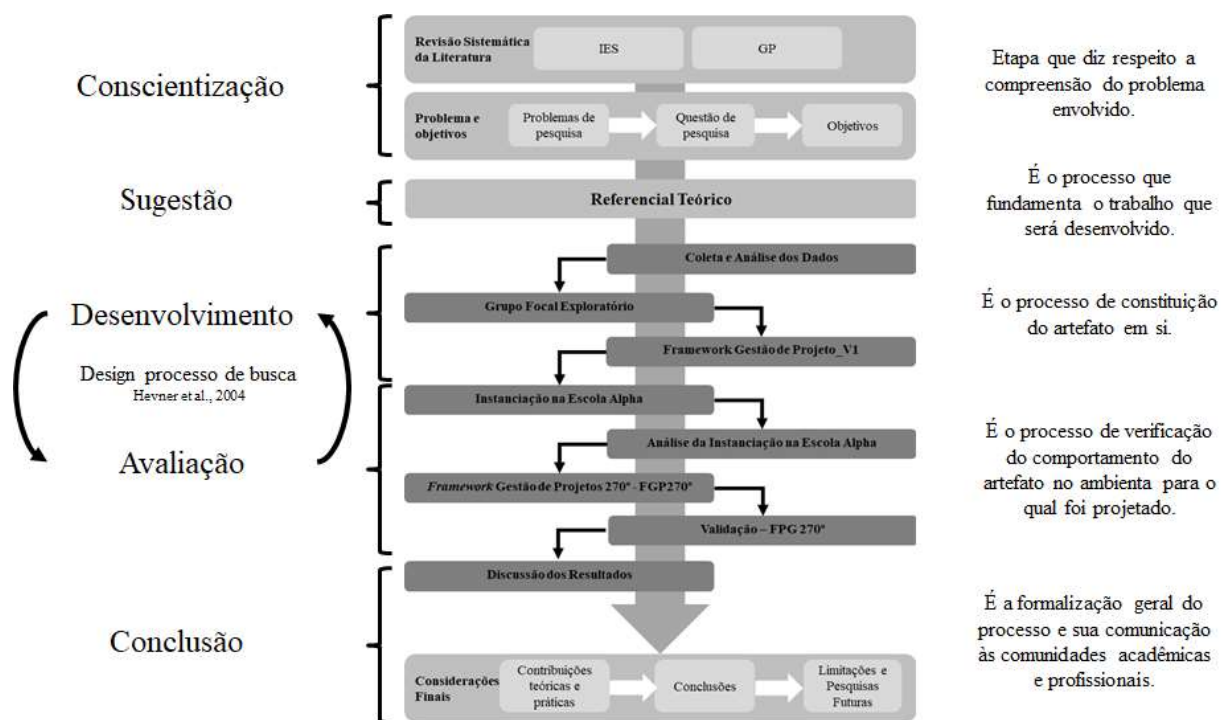 Conscientização
Revisão Sistemática
da Literatura
IES
GP
Problema e
objetivos
Problemas de
pesquisa
Questão de
pesquisa
Objetivos
Etapa que diz respeito a
compreensão do problema
envolvido.
Sugestão
Referencial Teórico
É o processo que
fundamenta o trabalho que
será desenvolvido.
Desenvolvimento
Design processo de busca
Hevner et al., 2004
Coleta e Análise dos Dados
Grupo Focal Exploratório
Framework Gestão de Projeto_V1
É o processo de constituição
do artefato em si.
Avaliação
Instanciação na Escola Alpha
Análise da Instanciação na Escola Alpha
Framework Gestão de Projetos 270º - FGP270º
Validação – FPG 270º
É o processo de verificação
do comportamento do
artefato no ambienta para o
qual foi projetado.
Conclusão
Discussão dos Resultados
Considerações
Finais
Contribuições
teóricas e
práticas
Conclusões
Limitações e
Pesquisas
Futuras
É a formalização geral do
processo e sua comunicação
às comunidades acadêmicas
e profissionais.